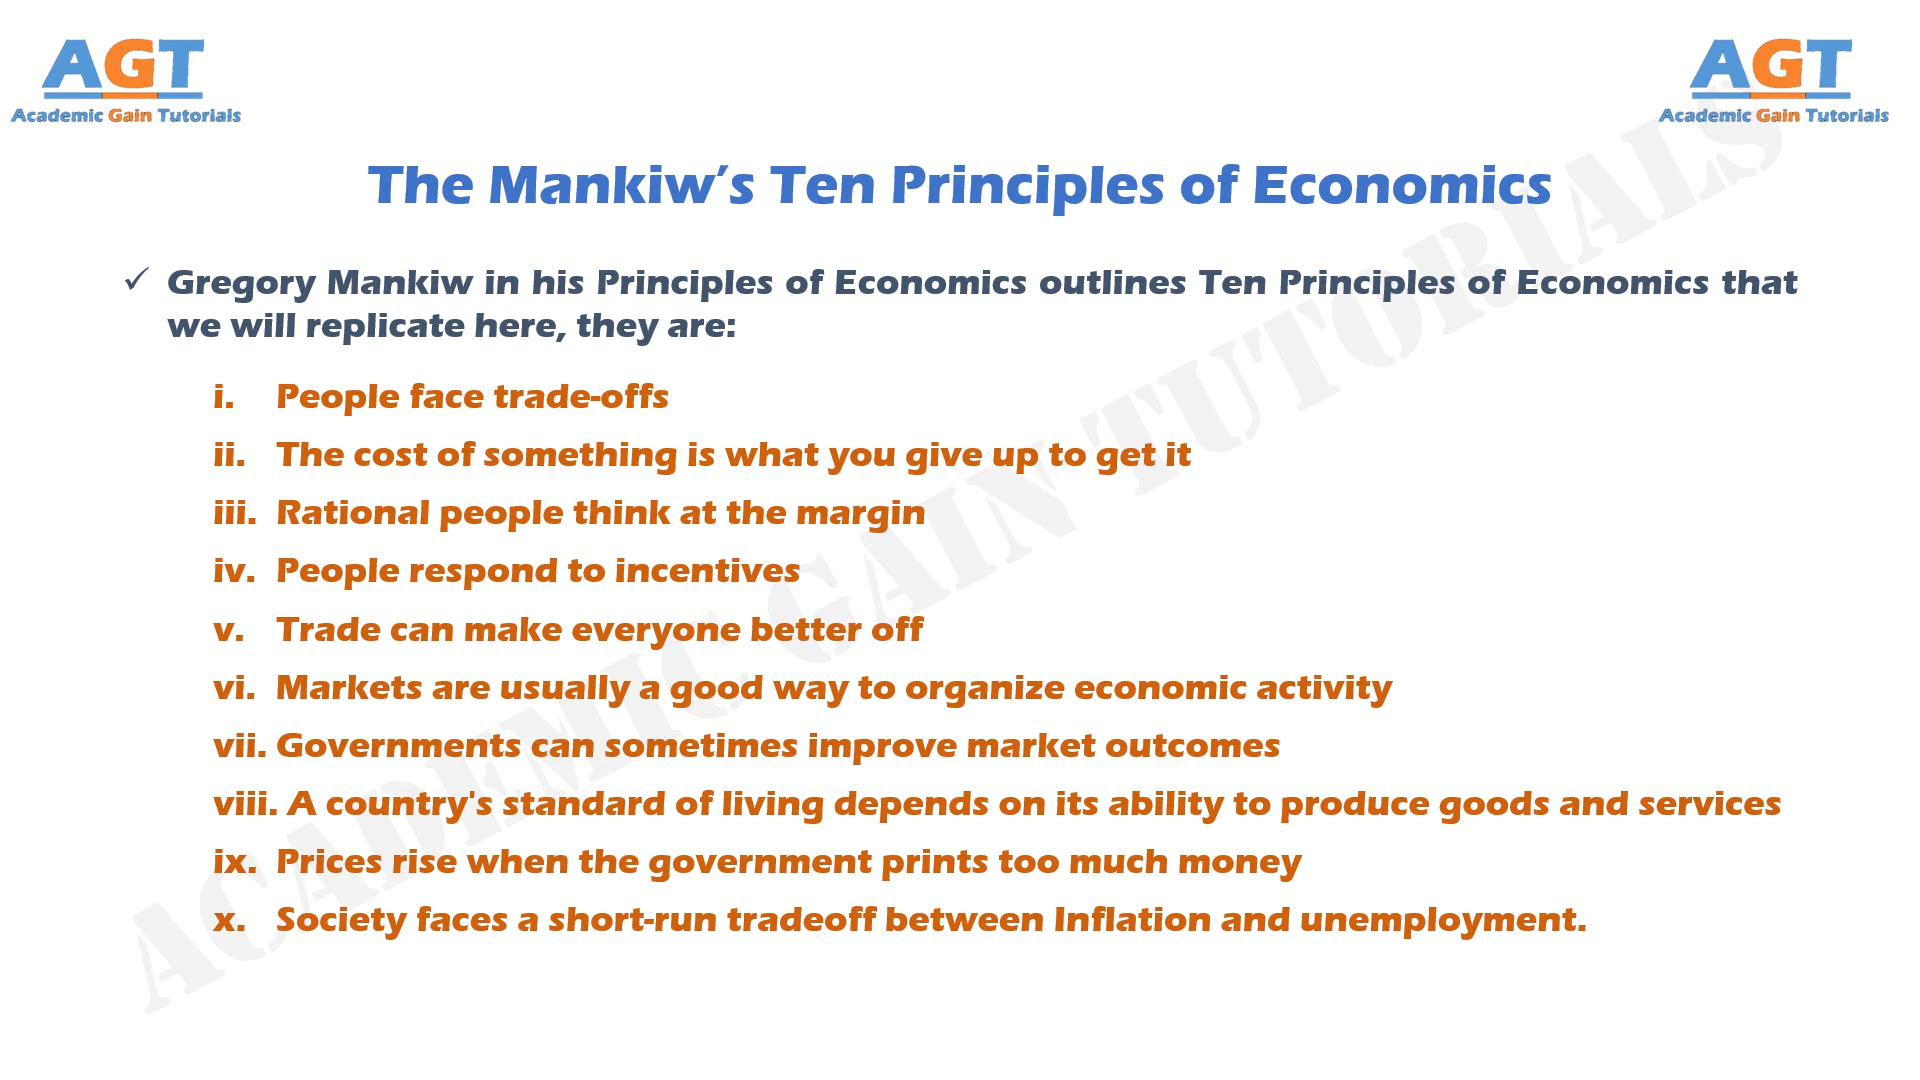 AGT
Academic Gain Tutorials
AGT
Academic Gain Tutorials
The Mankiw’s Ten Principles of Economics
✓ Gregory Mankiw in his Principles of Economics outlines Ten Principles of Economics that
we will replicate here, they are:
i. People face trade-offs
ii. The cost of something is what you give up to get it
iii. Rational people think at the margin
iv. People respond to incentives
v. Trade can make everyone better off
vi. Markets are usually a good way to organize economic activity
vii. Governments can sometimes improve market outcomes
viii. A country's standard of living depends on its ability to produce goods and services
ix. Prices rise when the government prints too much money
x. Society faces a short-run tradeoff between Inflation and unemployment.
ACADEMIC GAIN TUTORIALS